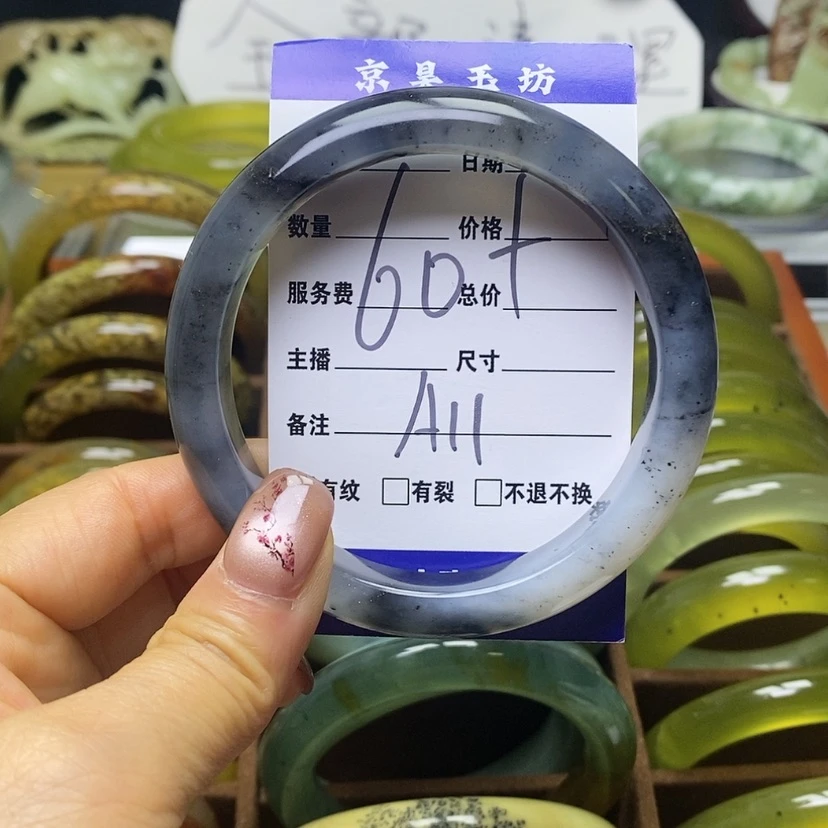 京昊玉坊
日期
数量 价格
60+
服务费 总价
主播 尺寸
备注 A11
有纹 有裂 不退不换